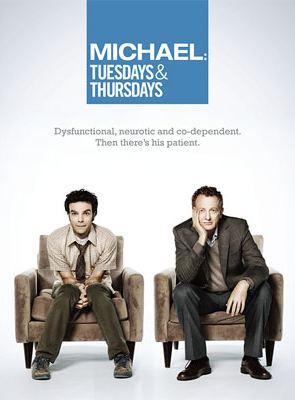 MICHAEL:
TUESDAYS &
THURSDAYS
Dysfunctional, neurotic and co-dependent.
Then there's his patient.